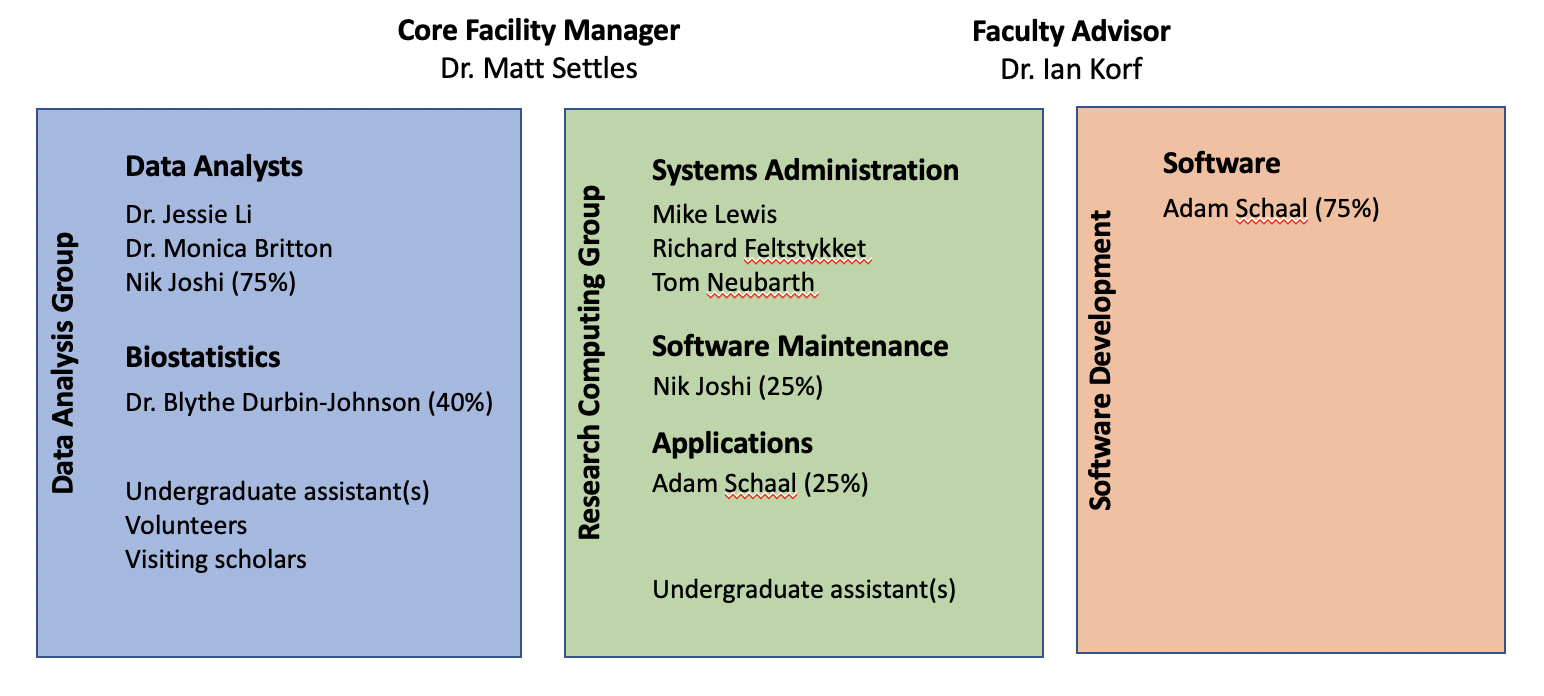 Core Facility Manager
Dr. Matt Settles
Faculty Advisor
Dr. Ian Korf
Data Analysis Group
Data Analysts
Dr. Jessie Li
Dr. Monica Britton
Nik Joshi (75%)
Biostatistics
Dr. Blythe Durbin-Johnson (40%)
Undergraduate assistant(s)
Volunteers
Visiting scholars
Research Computing Group
Systems Administration
Mike Lewis
Richard Feltstykket
Tom Neubarth
Software Maintenance
Nik Joshi (25%)
Applications
Adam Schaal (25%)
Undergraduate assistant(s)
Software Development
Software
Adam Schaal (75%)